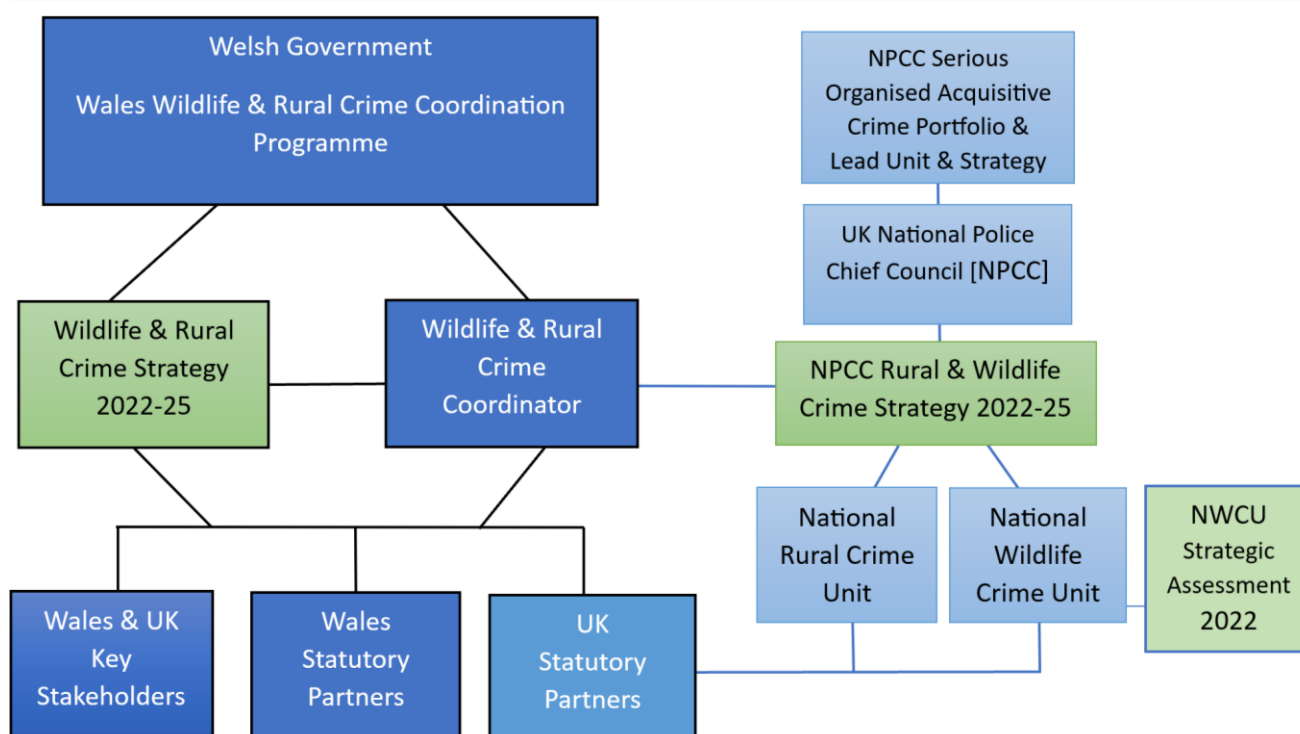 Welsh Government
Wales Wildlife & Rural Crime Coordination
Programme
NPCC Serious
Organised Acquisitive
Crime Portfolio &
Lead Unit & Strategy
UK National Police
Chief Council [NPCC]
Wildlife & Rural
Crime Strategy
2022-25
Wildlife & Rural
Crime
Coordinator
NPCC Rural & Wildlife
Crime Strategy 2022-25
National
Rural Crime
Unit
National
Wildlife
Crime Unit
NWCU
Strategic
Assessment
2022
Wales & UK
Key
Stakeholders
Wales
Statutory
Partners
UK
Statutory
Partners